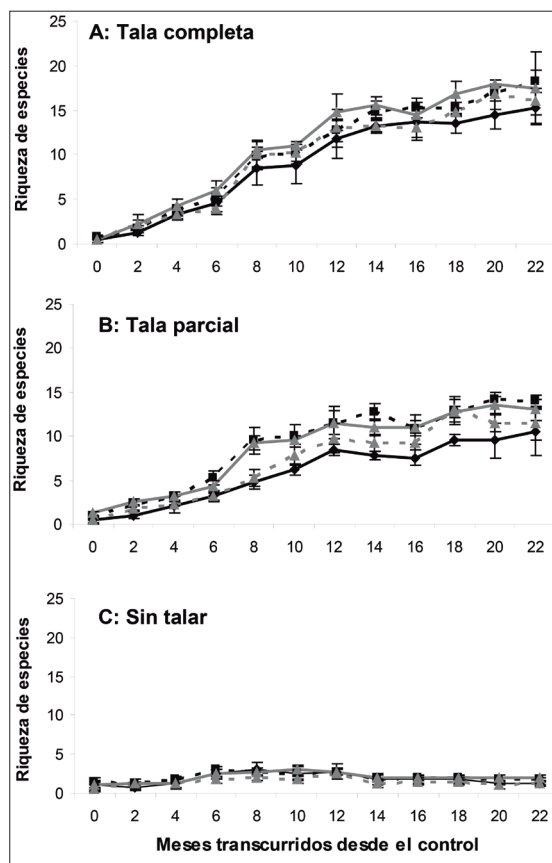 A: Tala completa
Riqueza de especies
25
20
15
10
5
0
0 2 4 6 8 10 12 14 16 18 20 22
B: Tala parcial
Riqueza de especies
25
20
15
10
5
0
0 2 4 6 8 10 12 14 16 18 20 22
C: Sin talar
Riqueza de especies
25
20
15
10
5
0
0 2 4 6 8 10 12 14 16 18 20 22
Meses transcurridos desde el control